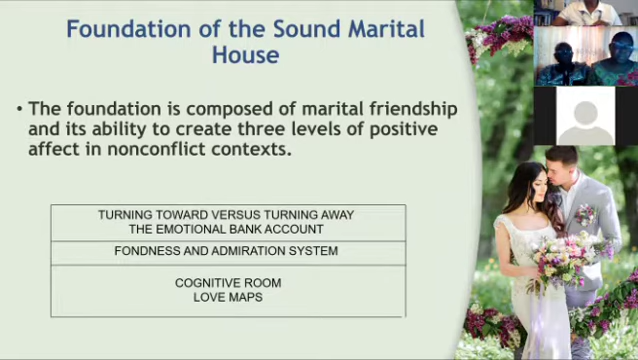 Foundation of the Sound Marital
House
• The foundation is composed of marital friendship
and its ability to create three levels of positive
affect in nonconflict contexts.
TURNING TOWARD VERSUS TURNING AWAY
THE EMOTIONAL BANK ACCOUNT
FONDNESS AND ADMIRATION SYSTEM
COGNITIVE ROOM
LOVE MAPS